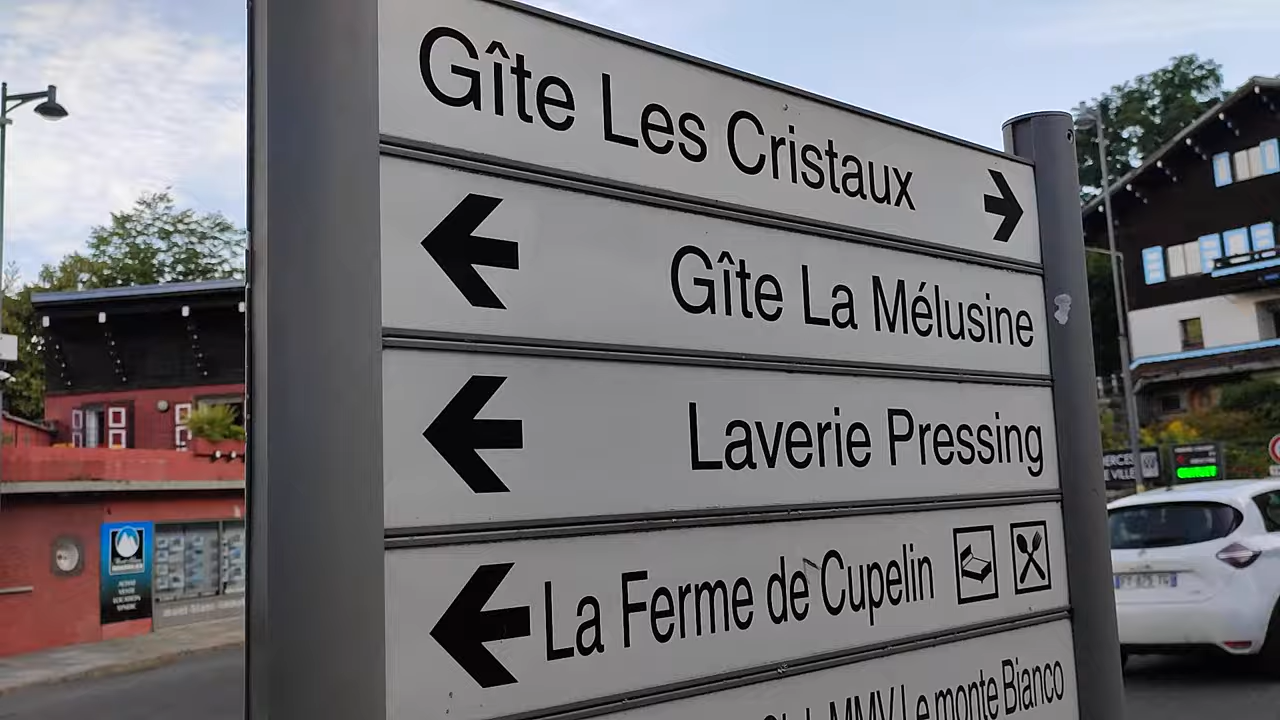 Gîte Les Cristaux
Gîte La Mélusine
Laverie Pressing
La Ferme de Cupelin
MMV Le monte Bianco